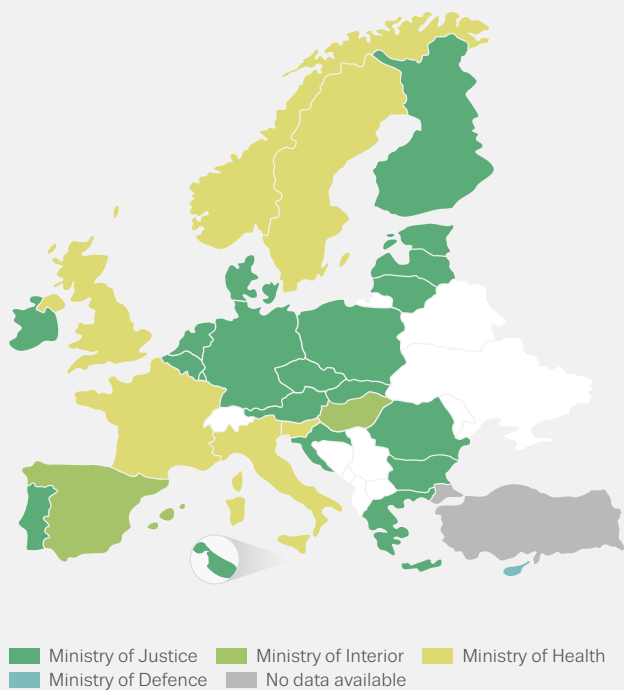 Ministry of Justice Ministry of Interior Ministry of Health
Ministry of Defence No data available